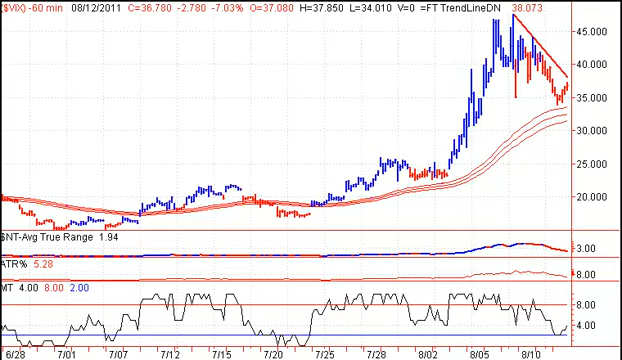 $VIX) -60 min 08/12/2011 C=36.780 -2.780 -7.03% O=37.080 H=37.850 L=34.010 V=0 =FT TrendLineDN 38.073
45.000
40.000
35.000
30.000
25.000
20.000
$NT-Avg True Range 1.94
3.00
ATR% 5.28
8.00
MT 4.00 8.00 2.00
8.00
4.00
6/28 7/01 7/07 7/12 7/15 7/20 7/25 7/28 8/02 8/05 8/10